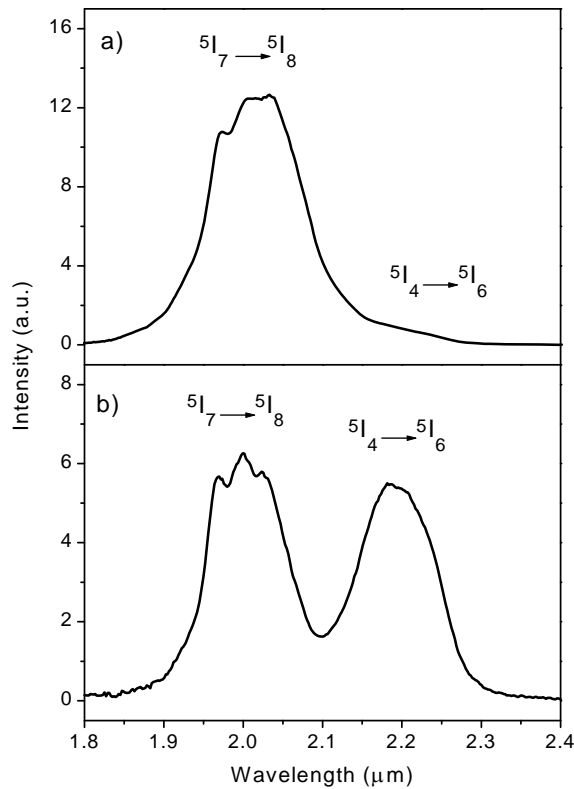 16
a)
⁵I₇ → ⁵I₈
12
8
⁵I₄ → ⁵I₆
4
0
Intensity (a.u.)
8
b)
⁵I₇ → ⁵I₈
⁵I₄ → ⁵I₆
6
4
2
0
1.8 1.9 2.0 2.1 2.2 2.3 2.4
Wavelength (μm)